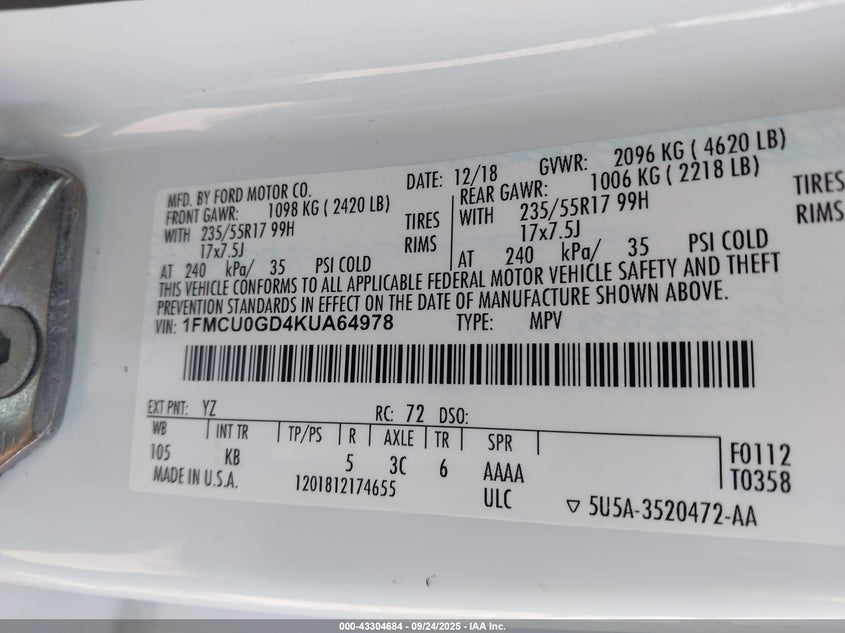 MFD. BY FORD MOTOR CO.
DATE: 12/18
GVWR: 2096 KG ( 4620 LB)
FRONT GAWR: 1098 KG ( 2420 LB)
REAR GAWR: 1006 KG ( 2218 LB)
WITH 235/55R17 99H TIRES
WITH 235/55R17 99H TIRES
17x7.5J RIMS
17x7.5J RIMS
AT 240 kPa/ 35 PSI COLD
AT 240 kPa/ 35 PSI COLD
THIS VEHICLE CONFORMS TO ALL APPLICABLE FEDERAL MOTOR VEHICLE SAFETY AND THEFT
PREVENTION STANDARDS IN EFFECT ON THE DATE OF MANUFACTURE SHOWN ABOVE.
VIN: 1FMCU0GD4KUA64978 TYPE: MPV
EXT PNT: YZ RC: 72 DSO:
WB INT TR TP/PS R AXLE TR SPR
105 KB 5 3C 6 AAAA
F0112
T0358
MADE IN U.S.A. 1201812174655 ULC
5U5A-3520472-AA
000-43304684 - 09/24/2025 - IAA Inc.